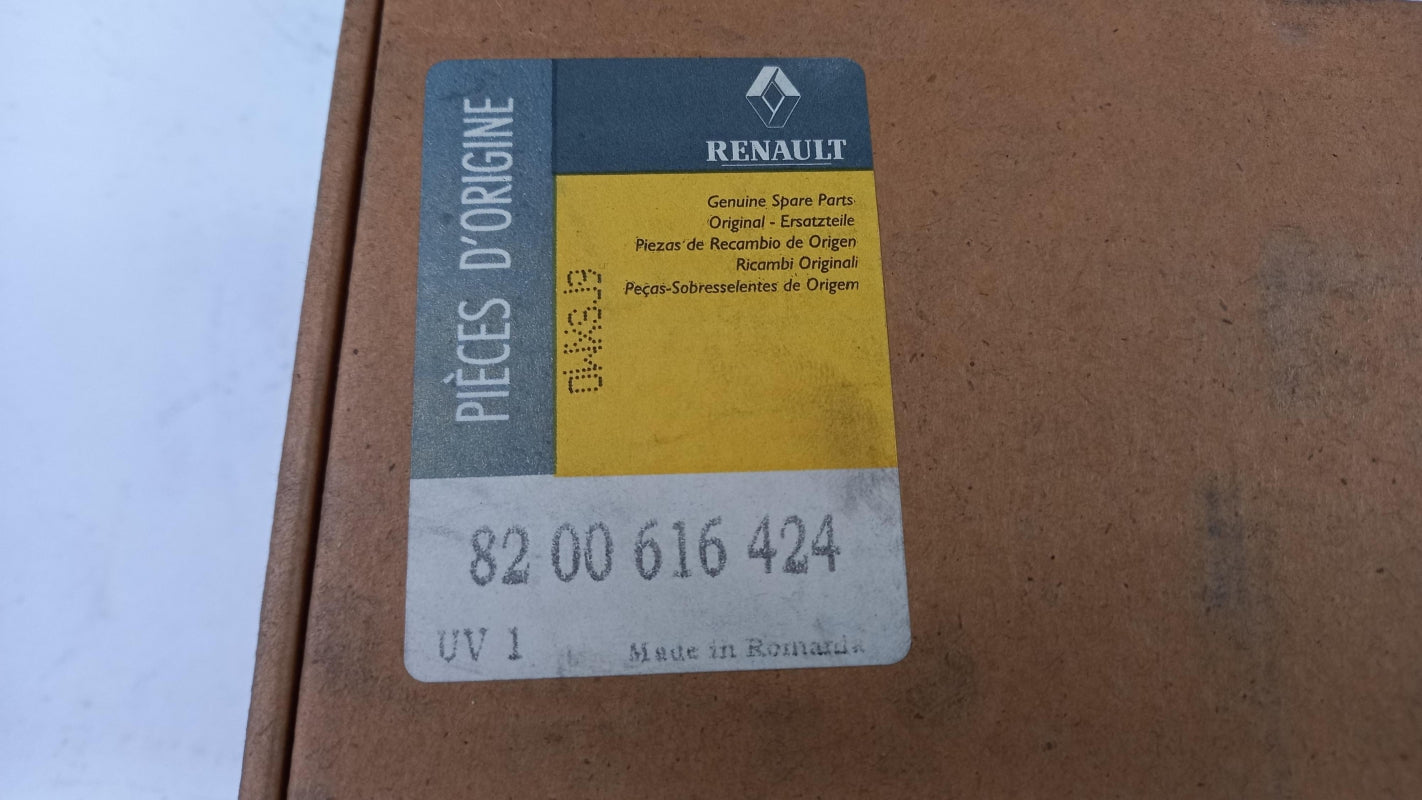 PIÈCES D'ORIGINE
RENAULT
Genuine Spare Parts
Original - Ersatzteile
Piezas de Recambio de Origen
Ricambi Originali
Peças-Sobresselentes de Origem
82 00 616 424
UV 1
Made in Romania